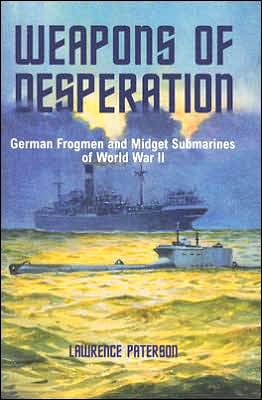 WEAPONS OF
DESPERATION
German Frogmen and Midget Submarines
of World War II
LAWRENCE PATERSON